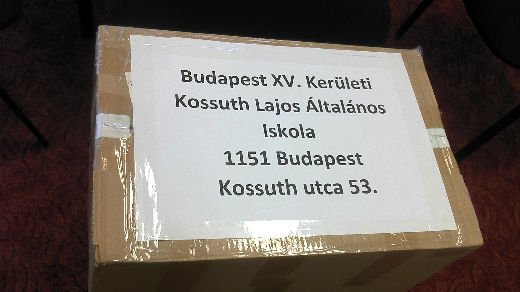 Budapest XV. Kerületi
Kossuth Lajos Általános
Iskola
1151 Budapest
Kossuth utca 53.